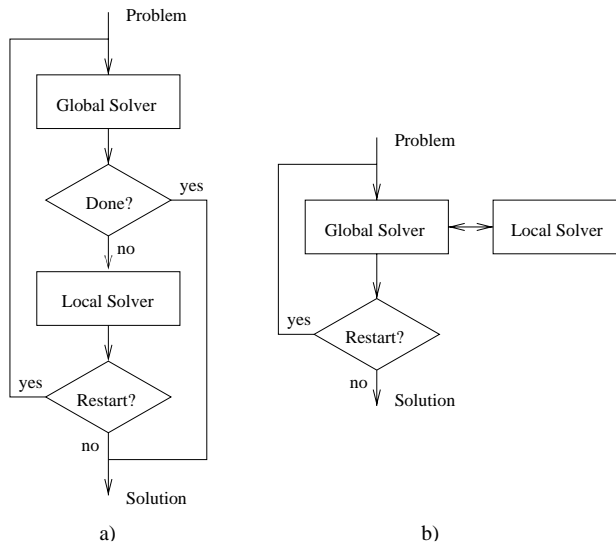 Problem
Global Solver
Done?
yes
no
Local Solver
yes
Restart?
no
Solution
a)
Problem
Global Solver
Local Solver
yes
Restart?
no
Solution
b)